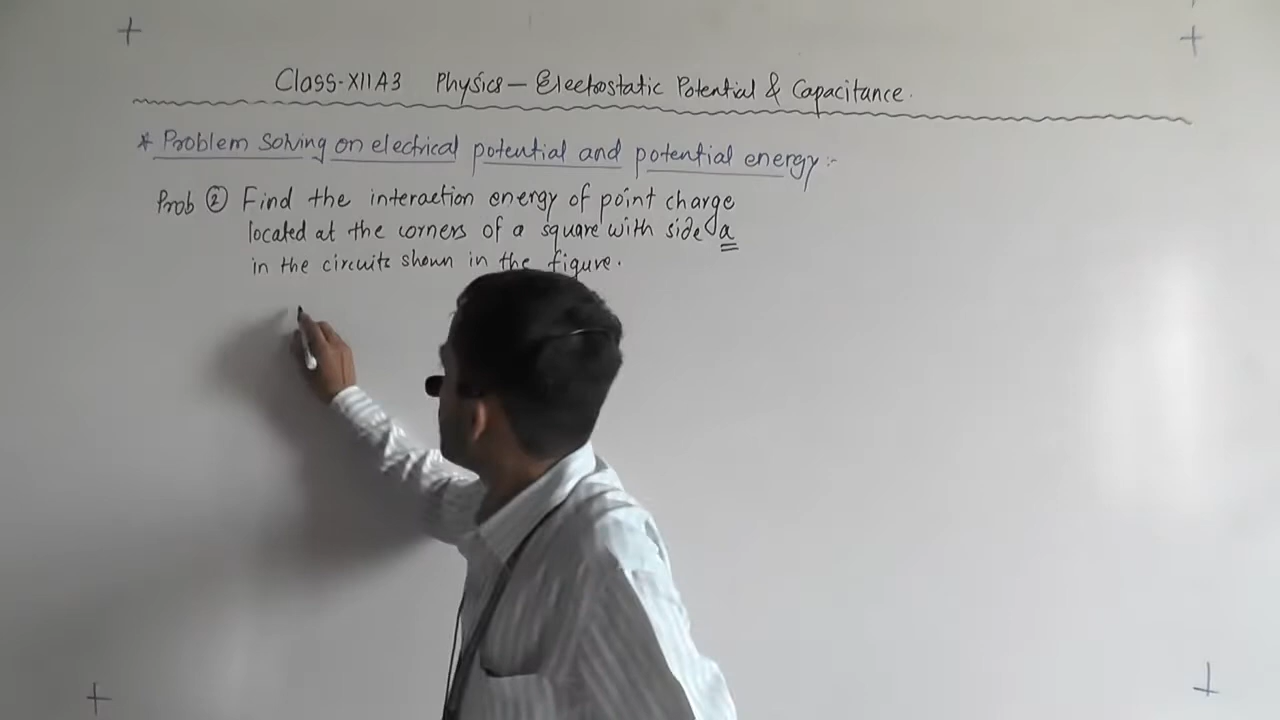 Class-XII A3 Physics – Electrostatic Potential & Capacitance.
* Problem Solving on electrical potential and potential energy :-
Prob ② Find the interaction energy of point charge
located at the corners of a square with side a
in the circuits shown in the figure.